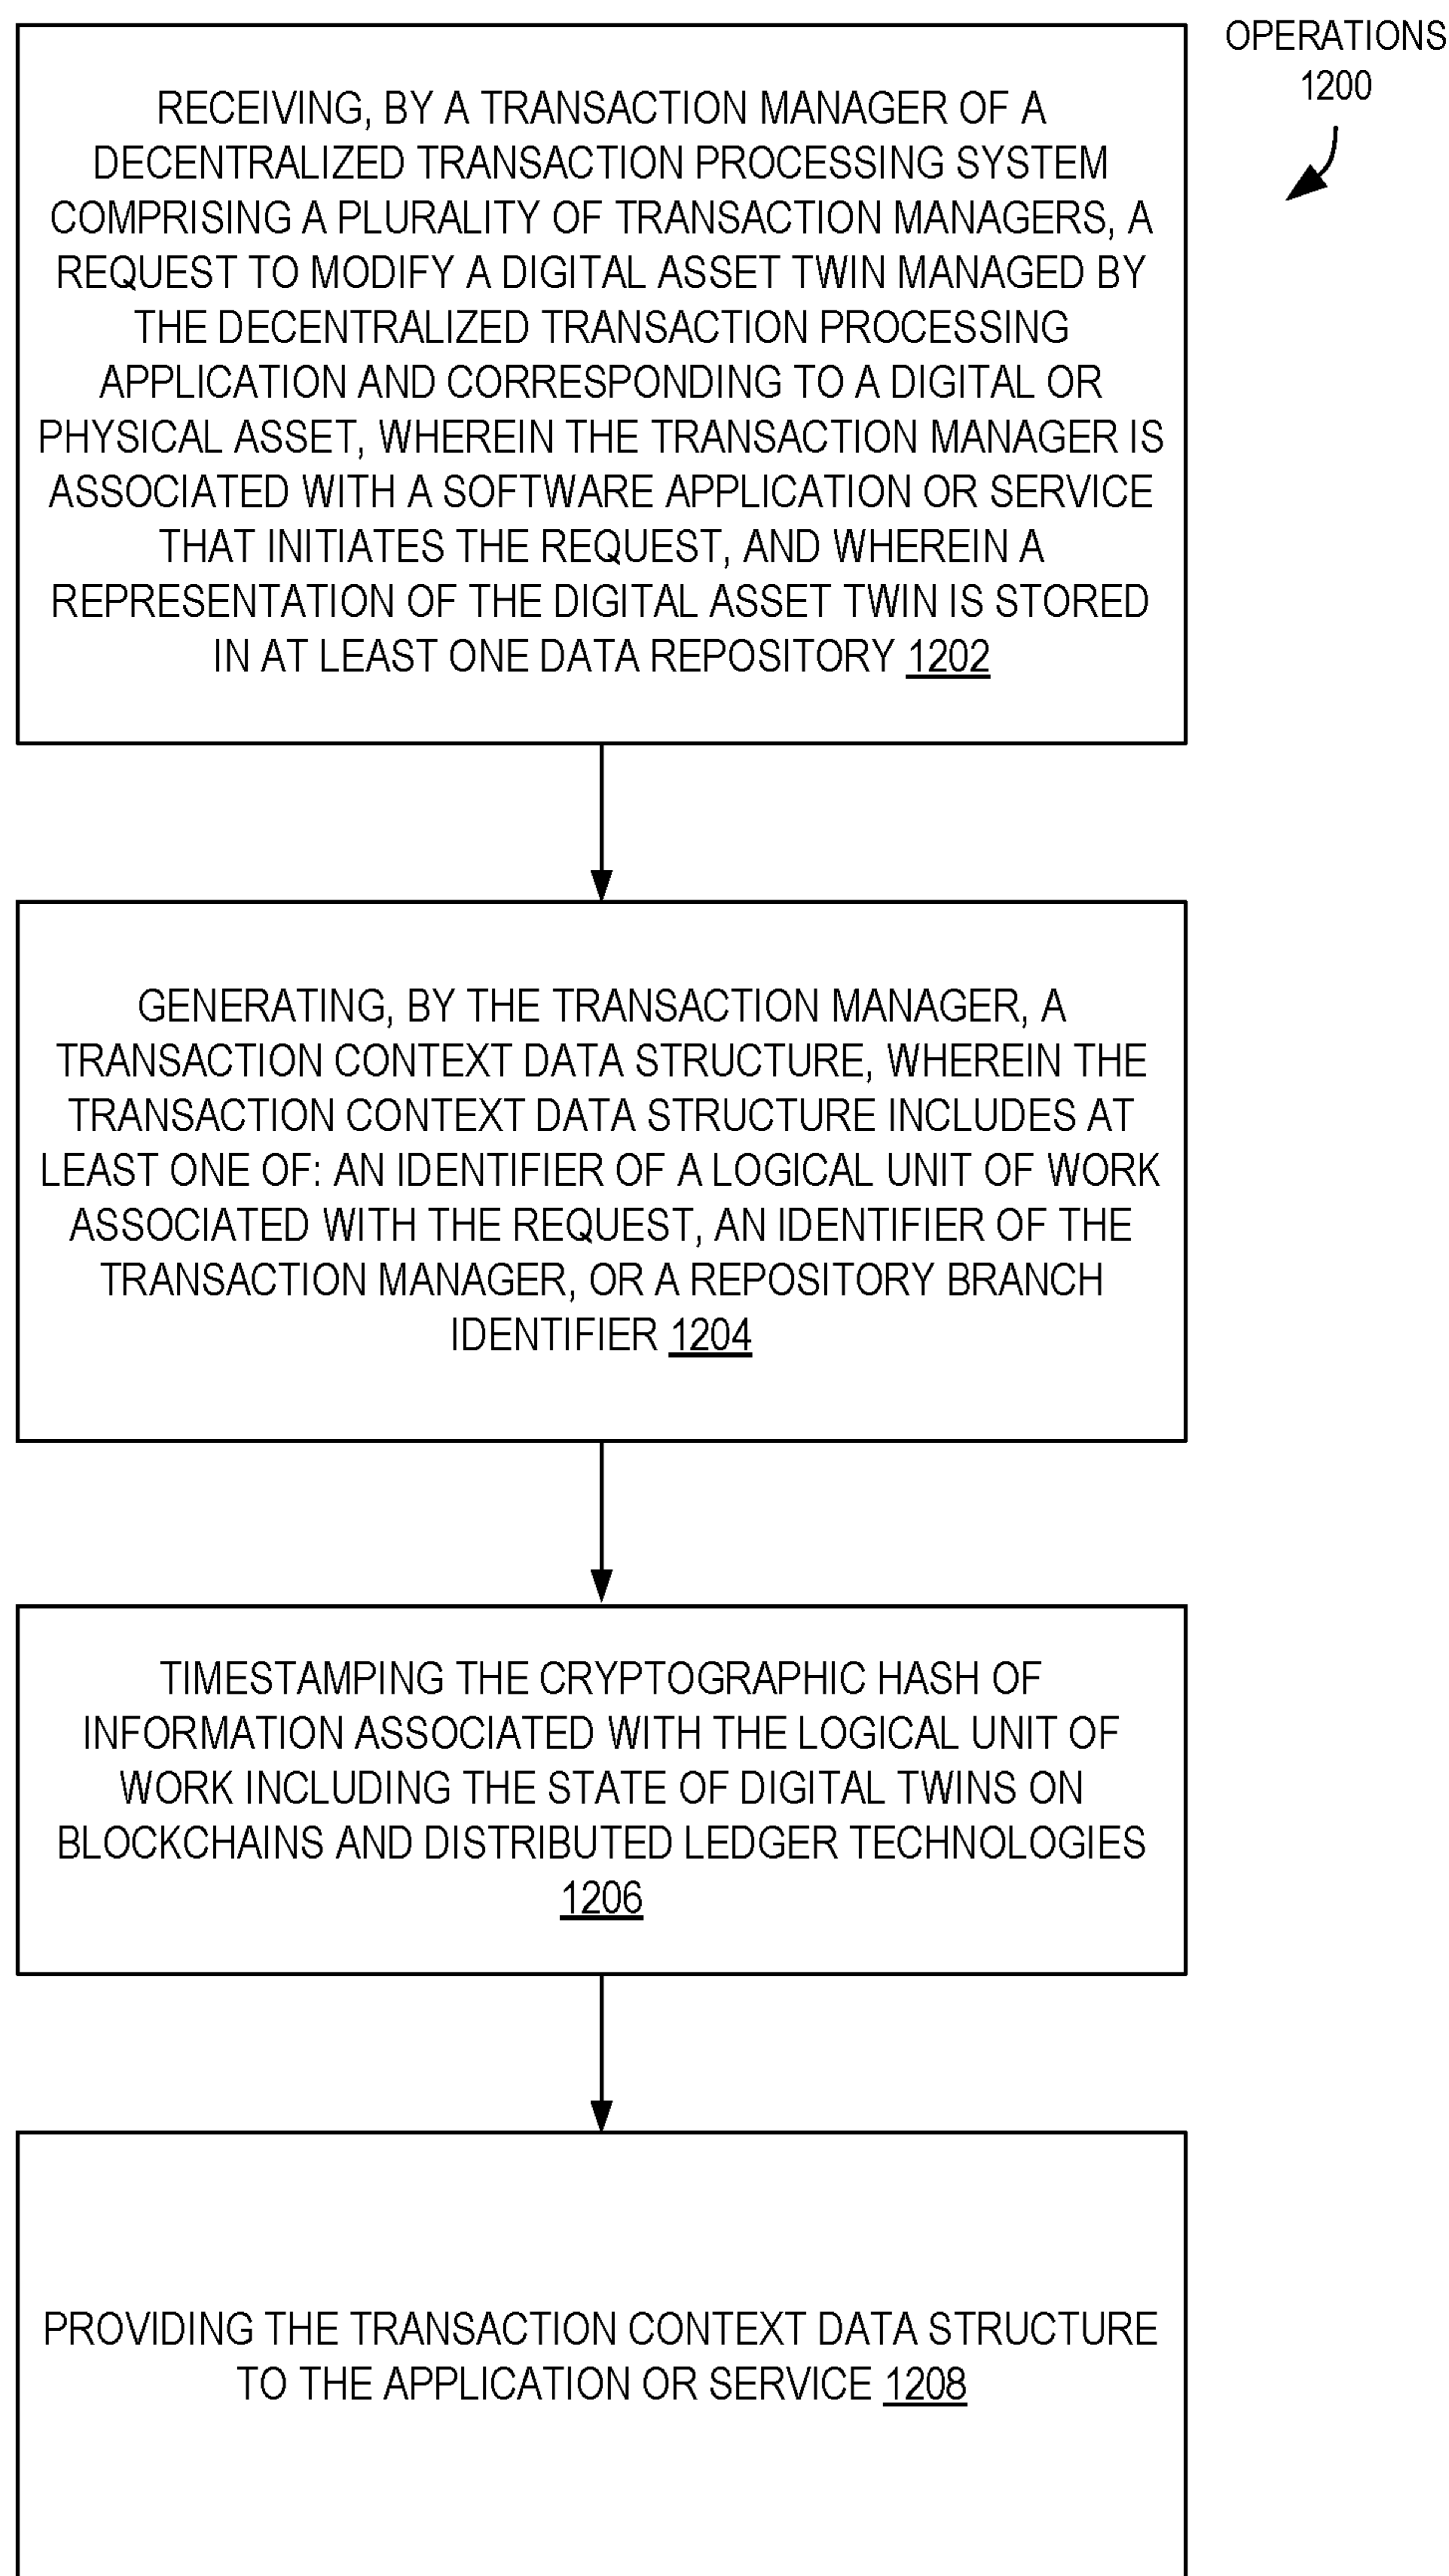 OPERATIONS
1200
RECEIVING, BY A TRANSACTION MANAGER OF A
DECENTRALIZED TRANSACTION PROCESSING SYSTEM
COMPRISING A PLURALITY OF TRANSACTION MANAGERS, A
REQUEST TO MODIFY A DIGITAL ASSET TWIN MANAGED BY
THE DECENTRALIZED TRANSACTION PROCESSING
APPLICATION AND CORRESPONDING TO A DIGITAL OR
PHYSICAL ASSET, WHEREIN THE TRANSACTION MANAGER IS
ASSOCIATED WITH A SOFTWARE APPLICATION OR SERVICE
THAT INITIATES THE REQUEST, AND WHEREIN A
REPRESENTATION OF THE DIGITAL ASSET TWIN IS STORED
IN AT LEAST ONE DATA REPOSITORY 1202
GENERATING, BY THE TRANSACTION MANAGER, A
TRANSACTION CONTEXT DATA STRUCTURE, WHEREIN THE
TRANSACTION CONTEXT DATA STRUCTURE INCLUDES AT
LEAST ONE OF: AN IDENTIFIER OF A LOGICAL UNIT OF WORK
ASSOCIATED WITH THE REQUEST, AN IDENTIFIER OF THE
TRANSACTION MANAGER, OR A REPOSITORY BRANCH
IDENTIFIER 1204
TIMESTAMPING THE CRYPTOGRAPHIC HASH OF
INFORMATION ASSOCIATED WITH THE LOGICAL UNIT OF
WORK INCLUDING THE STATE OF DIGITAL TWINS ON
BLOCKCHAINS AND DISTRIBUTED LEDGER TECHNOLOGIES
1206
PROVIDING THE TRANSACTION CONTEXT DATA STRUCTURE
TO THE APPLICATION OR SERVICE 1208